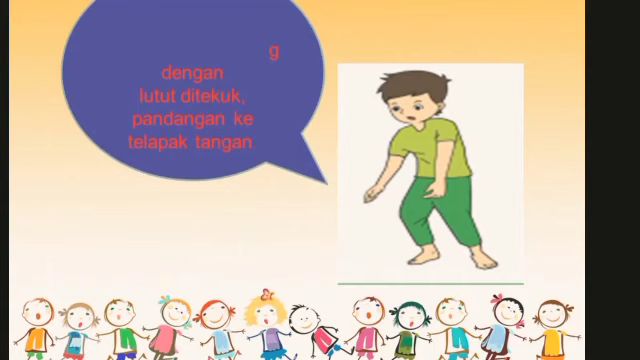 g
dengan
lutut ditekuk,
pandangan ke
telapak tangan